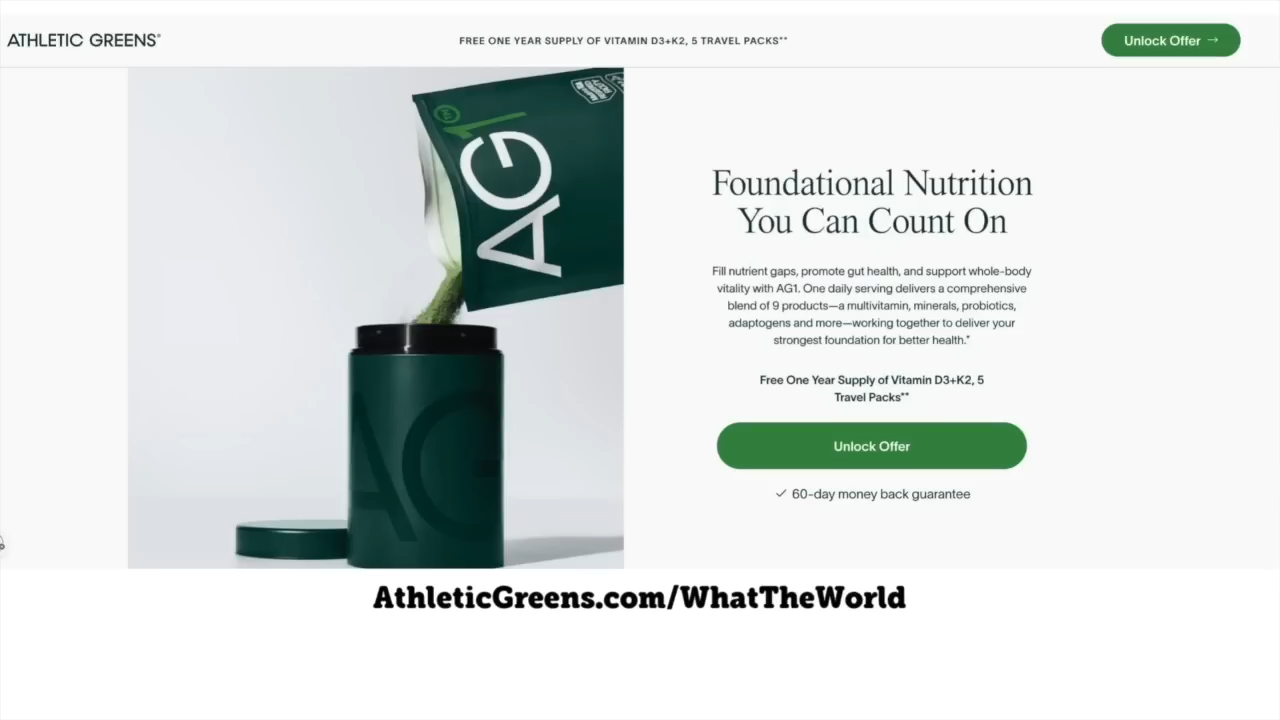 ATHLETIC GREENS®
FREE ONE YEAR SUPPLY OF VITAMIN D3+K2, 5 TRAVEL PACKS**
Unlock Offer →
AG1
Foundational Nutrition
You Can Count On
Fill nutrient gaps, promote gut health, and support whole-body
vitality with AG1. One daily serving delivers a comprehensive
blend of 9 products—a multivitamin, minerals, probiotics,
adaptogens and more—working together to deliver your
strongest foundation for better health.*
Free One Year Supply of Vitamin D3+K2, 5
Travel Packs**
Unlock Offer
✓ 60-day money back guarantee
AG
AthleticGreens.com/WhatTheWorld